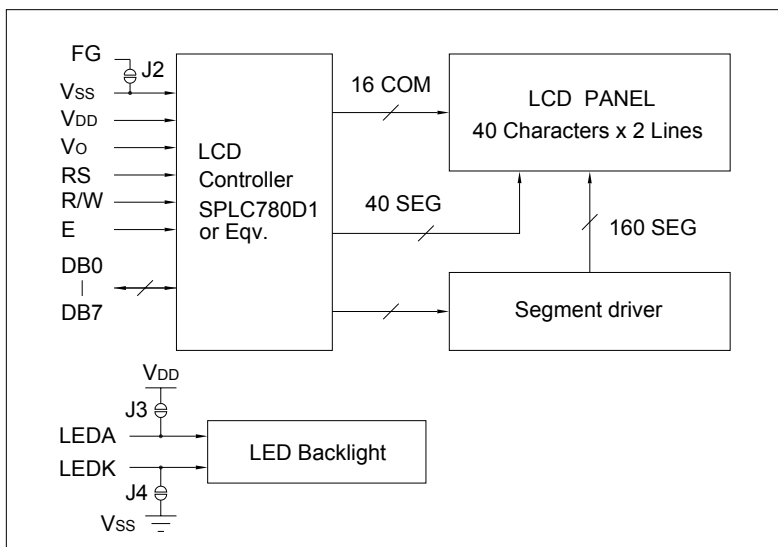 FG
J2
VSS
VDD
VO
RS
R/W
E
DB0
|
DB7
LCD
Controller
SPLC780D1
or Eqv.
16 COM
40 SEG
LCD PANEL
40 Characters x 2 Lines
160 SEG
Segment driver
VDD
J3
LEDA
LEDK
J4
VSS
LED Backlight